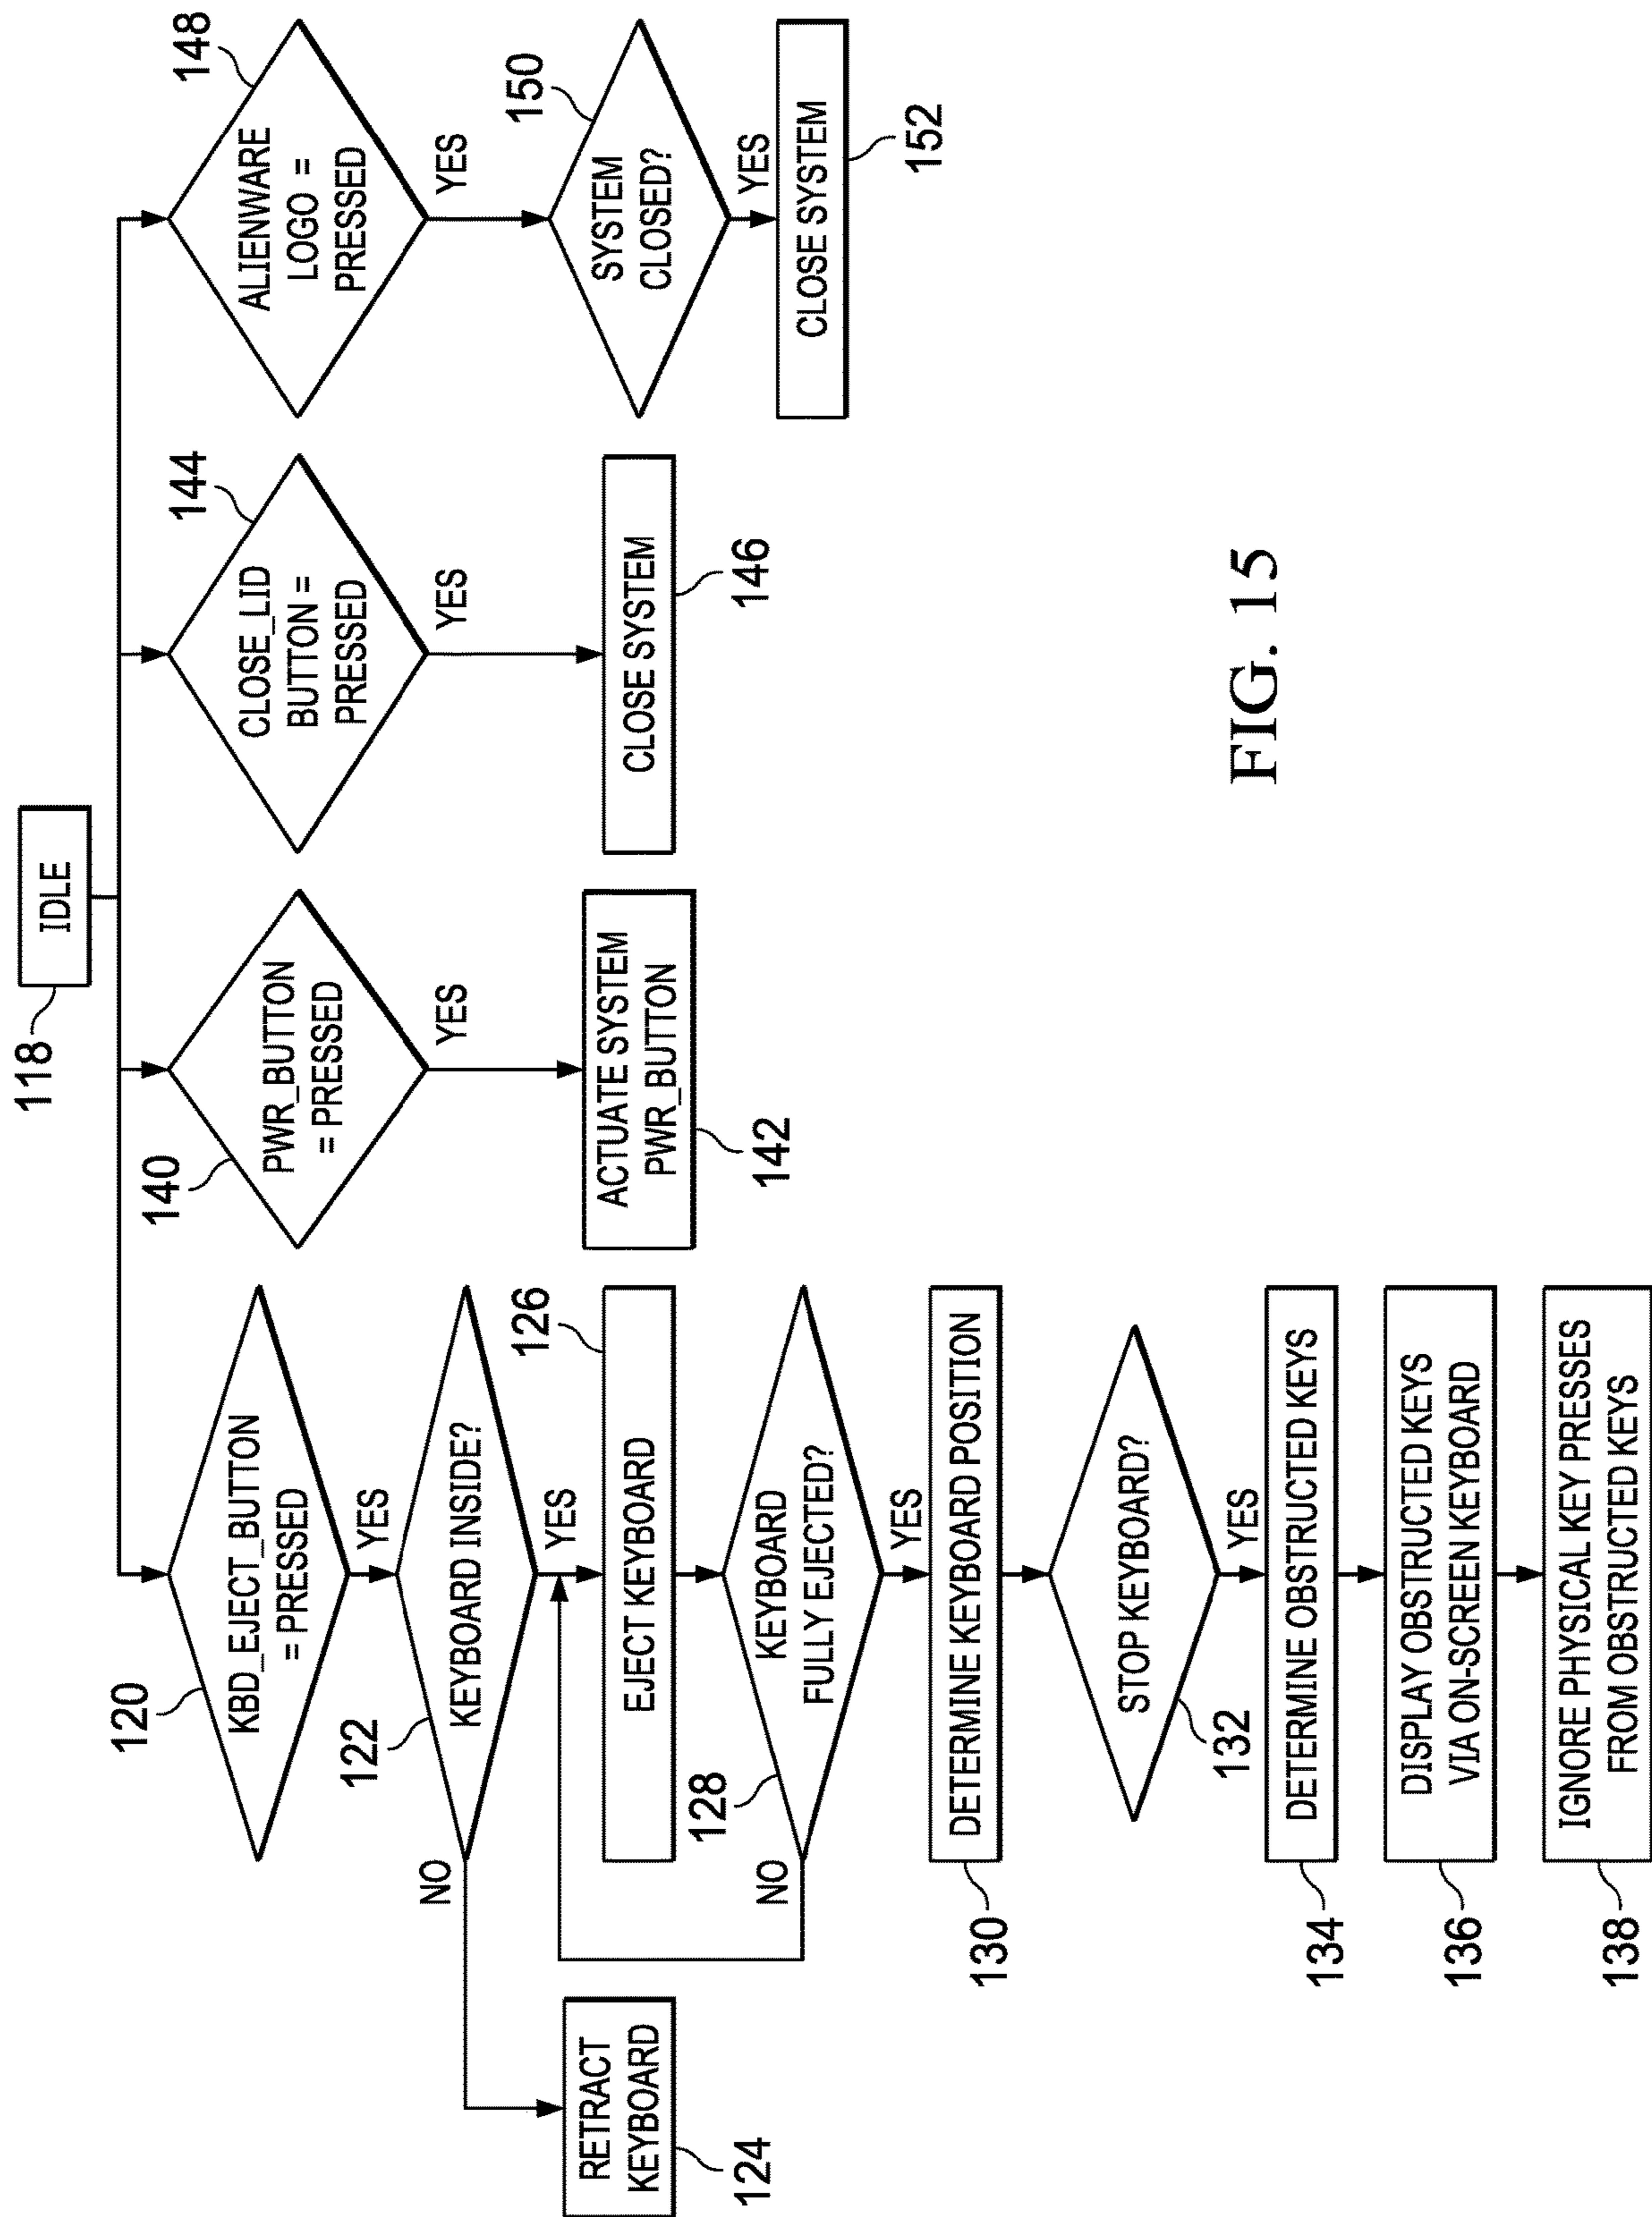 118
IDLE
120
KBD_EJECT_BUTTON
= PRESSED
YES
122
KEYBOARD INSIDE?
NO
YES
124
RETRACT
KEYBOARD
126
EJECT KEYBOARD
128
KEYBOARD
FULLY EJECTED?
NO
YES
130
DETERMINE KEYBOARD POSITION
STOP KEYBOARD?
132
YES
134
DETERMINE OBSTRUCTED KEYS
136
DISPLAY OBSTRUCTED KEYS
VIA ON-SCREEN KEYBOARD
138
IGNORE PHYSICAL KEY PRESSES
FROM OBSTRUCTED KEYS
140
PWR_BUTTON
= PRESSED
YES
ACTUATE SYSTEM
PWR_BUTTON
142
144
CLOSE_LID
BUTTON =
PRESSED
YES
CLOSE SYSTEM
146
148
ALIENWARE
LOGO =
PRESSED
YES
150
SYSTEM
CLOSED?
YES
CLOSE SYSTEM
152
FIG. 15